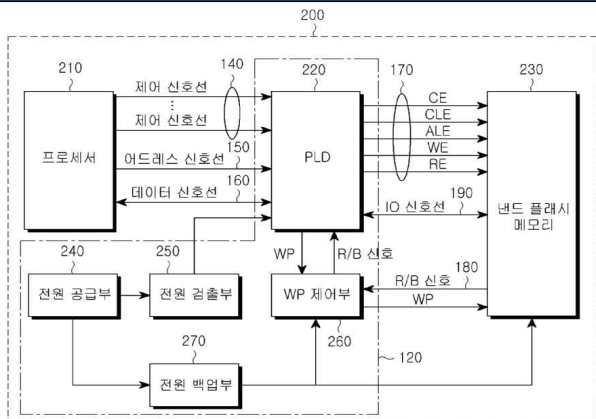 200
210
140
220
170
230
제어 신호선
제어 신호선
어드레스 신호선
150
데이터 신호선
160
프로세서
PLD
CE
CLE
ALE
WE
RE
IO 신호선
190
낸드 플래시
메모리
240
250
WP
R/B 신호
R/B 신호
180
WP
전원 공급부
전원 검출부
WP 제어부
260
270
120
전원 백업부